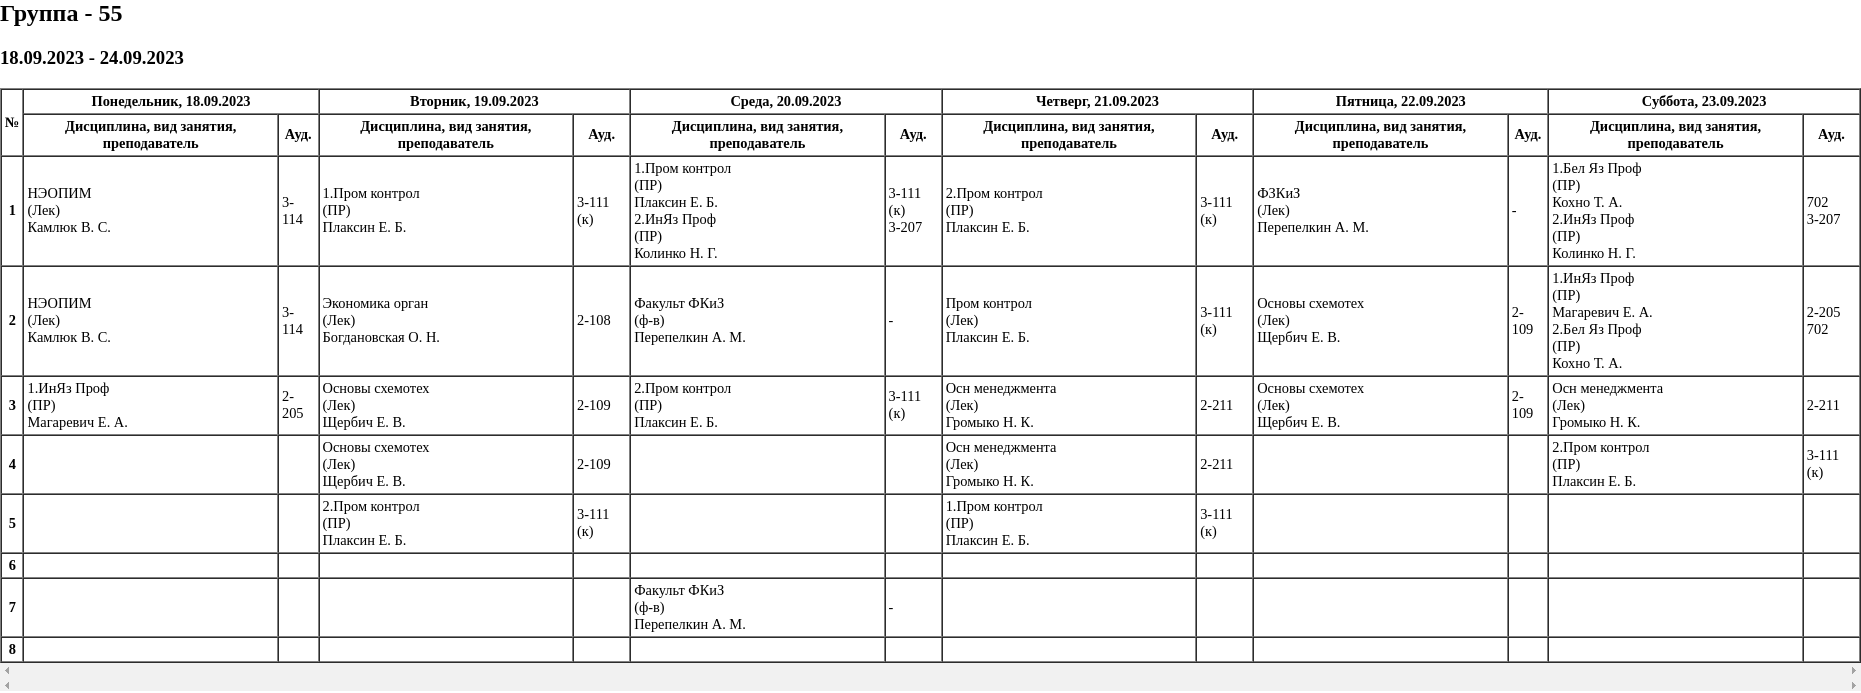 Группа - 55
18.09.2023 - 24.09.2023
№
Понедельник, 18.09.2023
Вторник, 19.09.2023
Среда, 20.09.2023
Четверг, 21.09.2023
Пятница, 22.09.2023
Суббота, 23.09.2023
Дисциплина, вид занятия,
преподаватель
Ауд.
Дисциплина, вид занятия,
преподаватель
Ауд.
Дисциплина, вид занятия,
преподаватель
Ауд.
Дисциплина, вид занятия,
преподаватель
Ауд.
Дисциплина, вид занятия,
преподаватель
Ауд.
Дисциплина, вид занятия,
преподаватель
Ауд.
1
НЭОПИМ
(Лек)
Камлюк В. С.
3-
114
1.Пром контрол
(ПР)
Плаксин Е. Б.
3-111
(к)
1.Пром контрол
(ПР)
Плаксин Е. Б.
2.ИнЯз Проф
(ПР)
Колинко Н. Г.
3-111
(к)
3-207
2.Пром контрол
(ПР)
Плаксин Е. Б.
3-111
(к)
ФЗКиЗ
(Лек)
Перепелкин А. М.
-
1.Бел Яз Проф
(ПР)
Кохно Т. А.
2.ИнЯз Проф
(ПР)
Колинко Н. Г.
702
3-207
2
НЭОПИМ
(Лек)
Камлюк В. С.
3-
114
Экономика орган
(Лек)
Богдановская О. Н.
2-108
Факульт ФКиЗ
(ф-в)
Перепелкин А. М.
-
Пром контрол
(Лек)
Плаксин Е. Б.
3-111
(к)
Основы схемотех
(Лек)
Щербич Е. В.
2-
109
1.ИнЯз Проф
(ПР)
Магаревич Е. А.
2.Бел Яз Проф
(ПР)
Кохно Т. А.
2-205
702
3
1.ИнЯз Проф
(ПР)
Магаревич Е. А.
2-
205
Основы схемотех
(Лек)
Щербич Е. В.
2-109
2.Пром контрол
(ПР)
Плаксин Е. Б.
3-111
(к)
Осн менеджмента
(Лек)
Громыко Н. К.
2-211
Основы схемотех
(Лек)
Щербич Е. В.
2-
109
Осн менеджмента
(Лек)
Громыко Н. К.
2-211
4
Основы схемотех
(Лек)
Щербич Е. В.
2-109
Осн менеджмента
(Лек)
Громыко Н. К.
2-211
2.Пром контрол
(ПР)
Плаксин Е. Б.
3-111
(к)
5
2.Пром контрол
(ПР)
Плаксин Е. Б.
3-111
(к)
1.Пром контрол
(ПР)
Плаксин Е. Б.
3-111
(к)
6
7
Факульт ФКиЗ
(ф-в)
Перепелкин А. М.
-
8